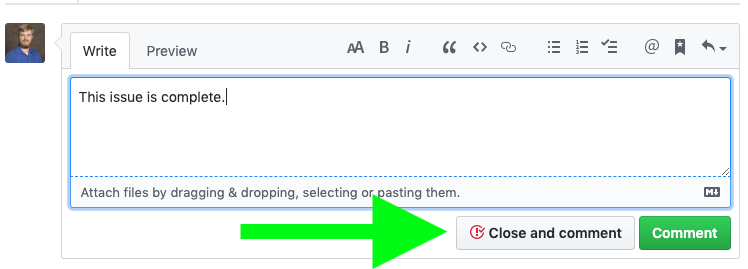 Write Preview AA B i @
This issue is complete.
Attach files by dragging & dropping, selecting or pasting them.
Close and comment Comment